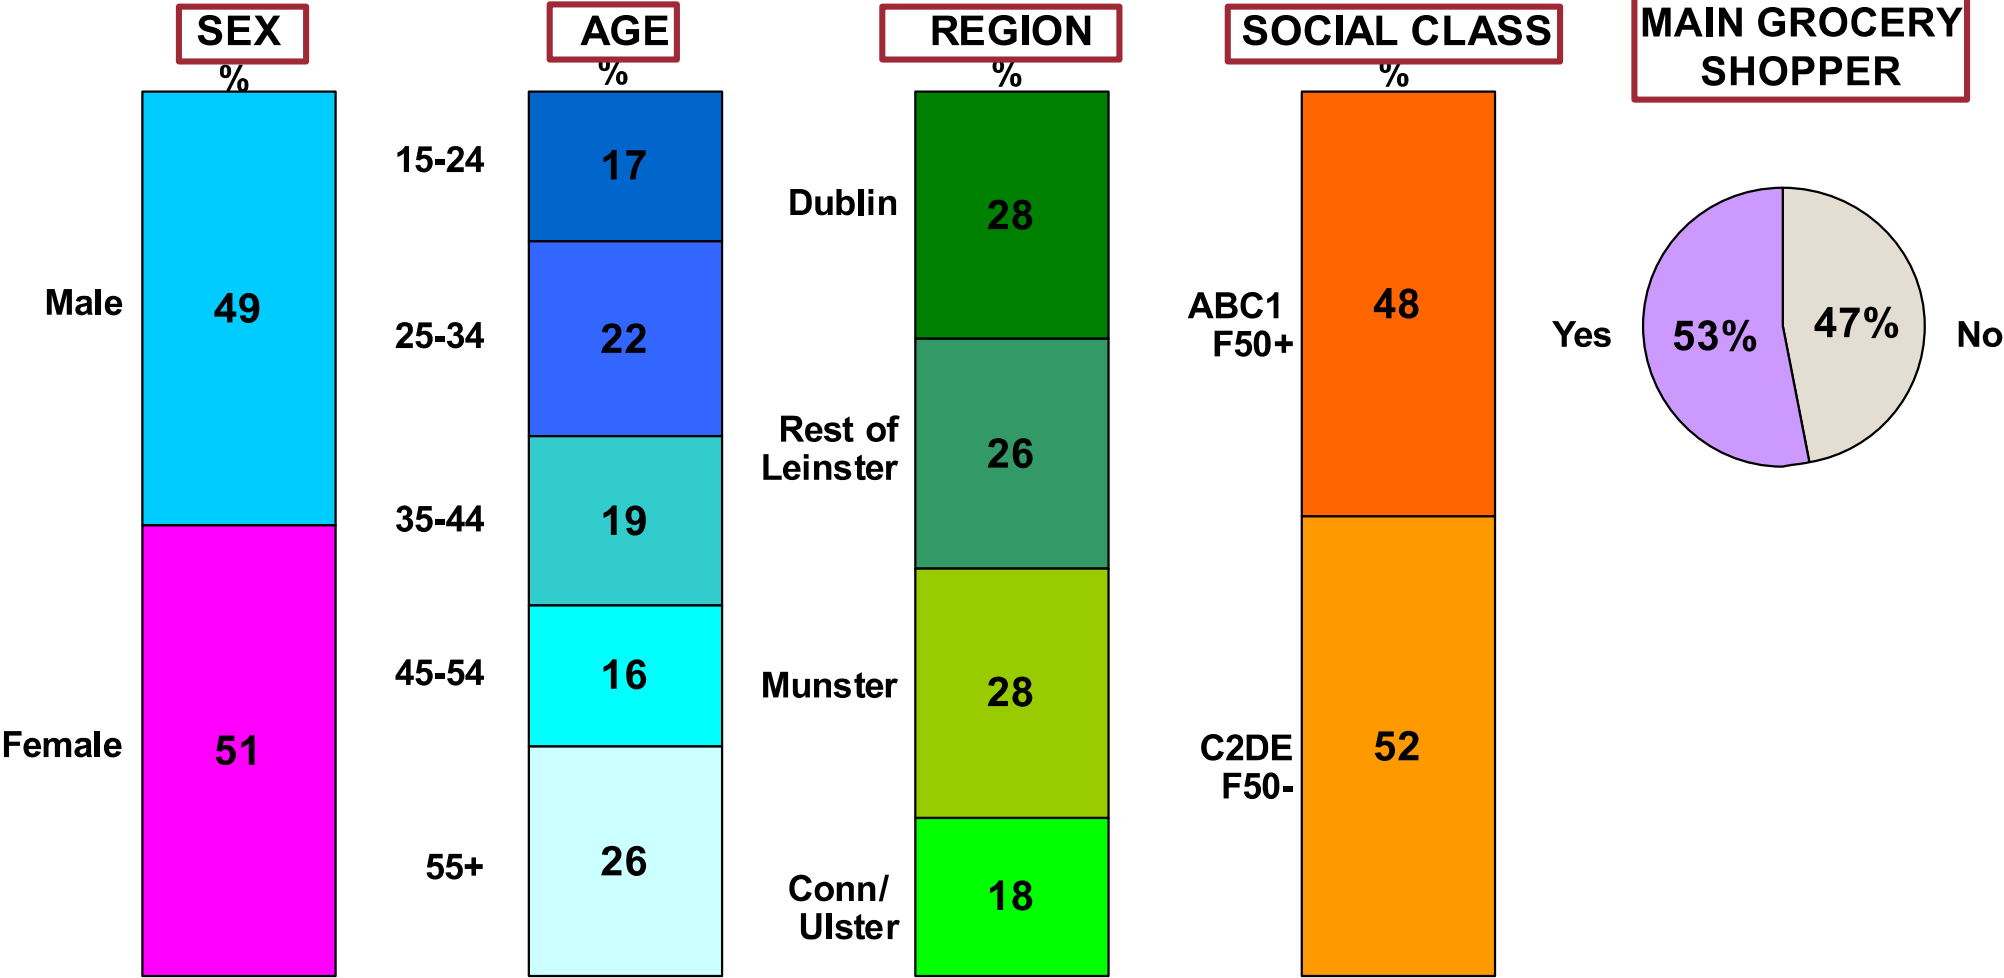 SEX
%
Male
49
Female
51
AGE
%
15-24
17
25-34
22
35-44
19
45-54
16
55+
26
REGION
%
Dublin
28
Rest of
Leinster
26
Munster
28
Conn/
Ulster
18
SOCIAL CLASS
%
ABC1
F50+
48
C2DE
F50-
52
MAIN GROCERY
SHOPPER
Yes
53%
47%
No